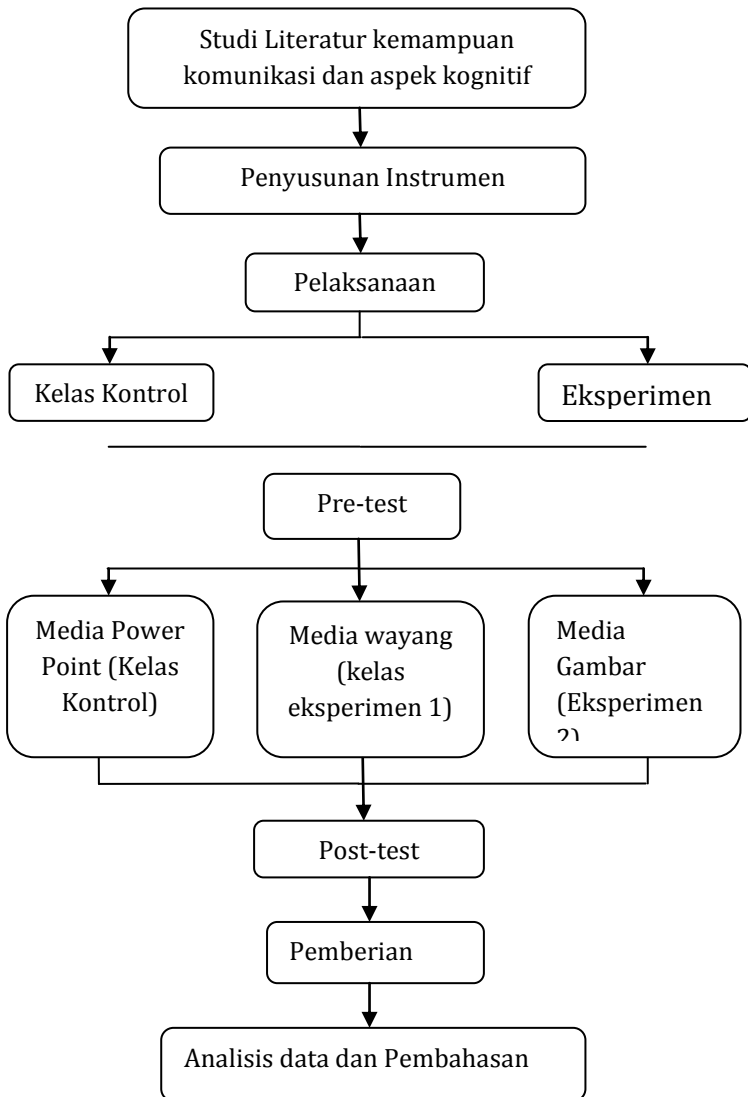 Studi Literatur kemampuan
komunikasi dan aspek kognitif
Penyusunan Instrumen
Pelaksanaan
Kelas Kontrol
Eksperimen
Pre-test
Media Power
Point (Kelas
Kontrol)
Media wayang
(kelas
eksperimen 1)
Media
Gambar
(Eksperimen
2)
Post-test
Pemberian
Analisis data dan Pembahasan